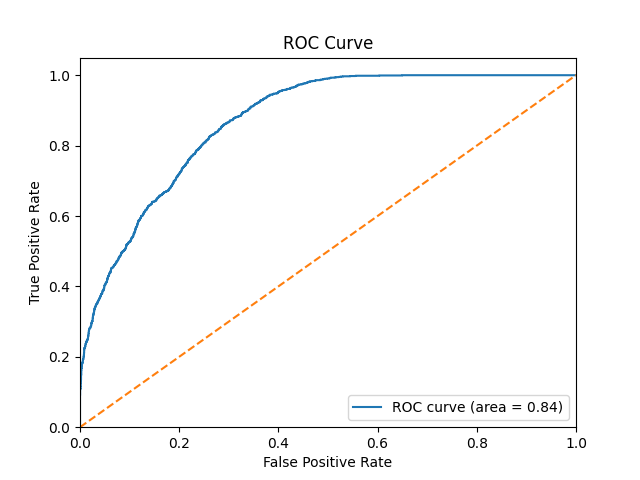 ROC Curve
True Positive Rate
1.0
0.8
0.6
0.4
0.2
0.0
0.0 0.2 0.4 0.6 0.8 1.0
False Positive Rate
ROC curve (area = 0.84)